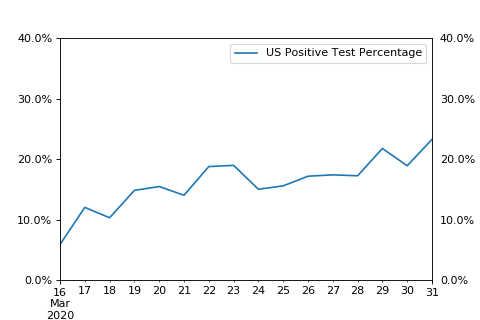 40.0% 40.0%
US Positive Test Percentage
30.0% 30.0%
20.0% 20.0%
10.0% 10.0%
0.0% 0.0%
16 17 18 19 20 21 22 23 24 25 26 27 28 29 30 31
Mar
2020